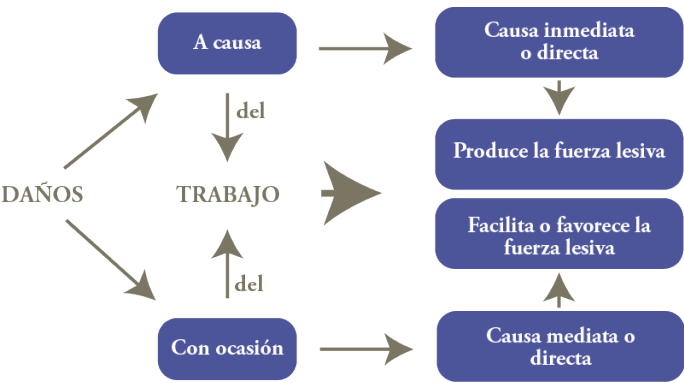 A causa
Causa inmediata
o directa
del
Produce la fuerza lesiva
DAÑOS
TRABAJO
Facilita o favorece la
fuerza lesiva
del
Con ocasión
Causa mediata o
directa